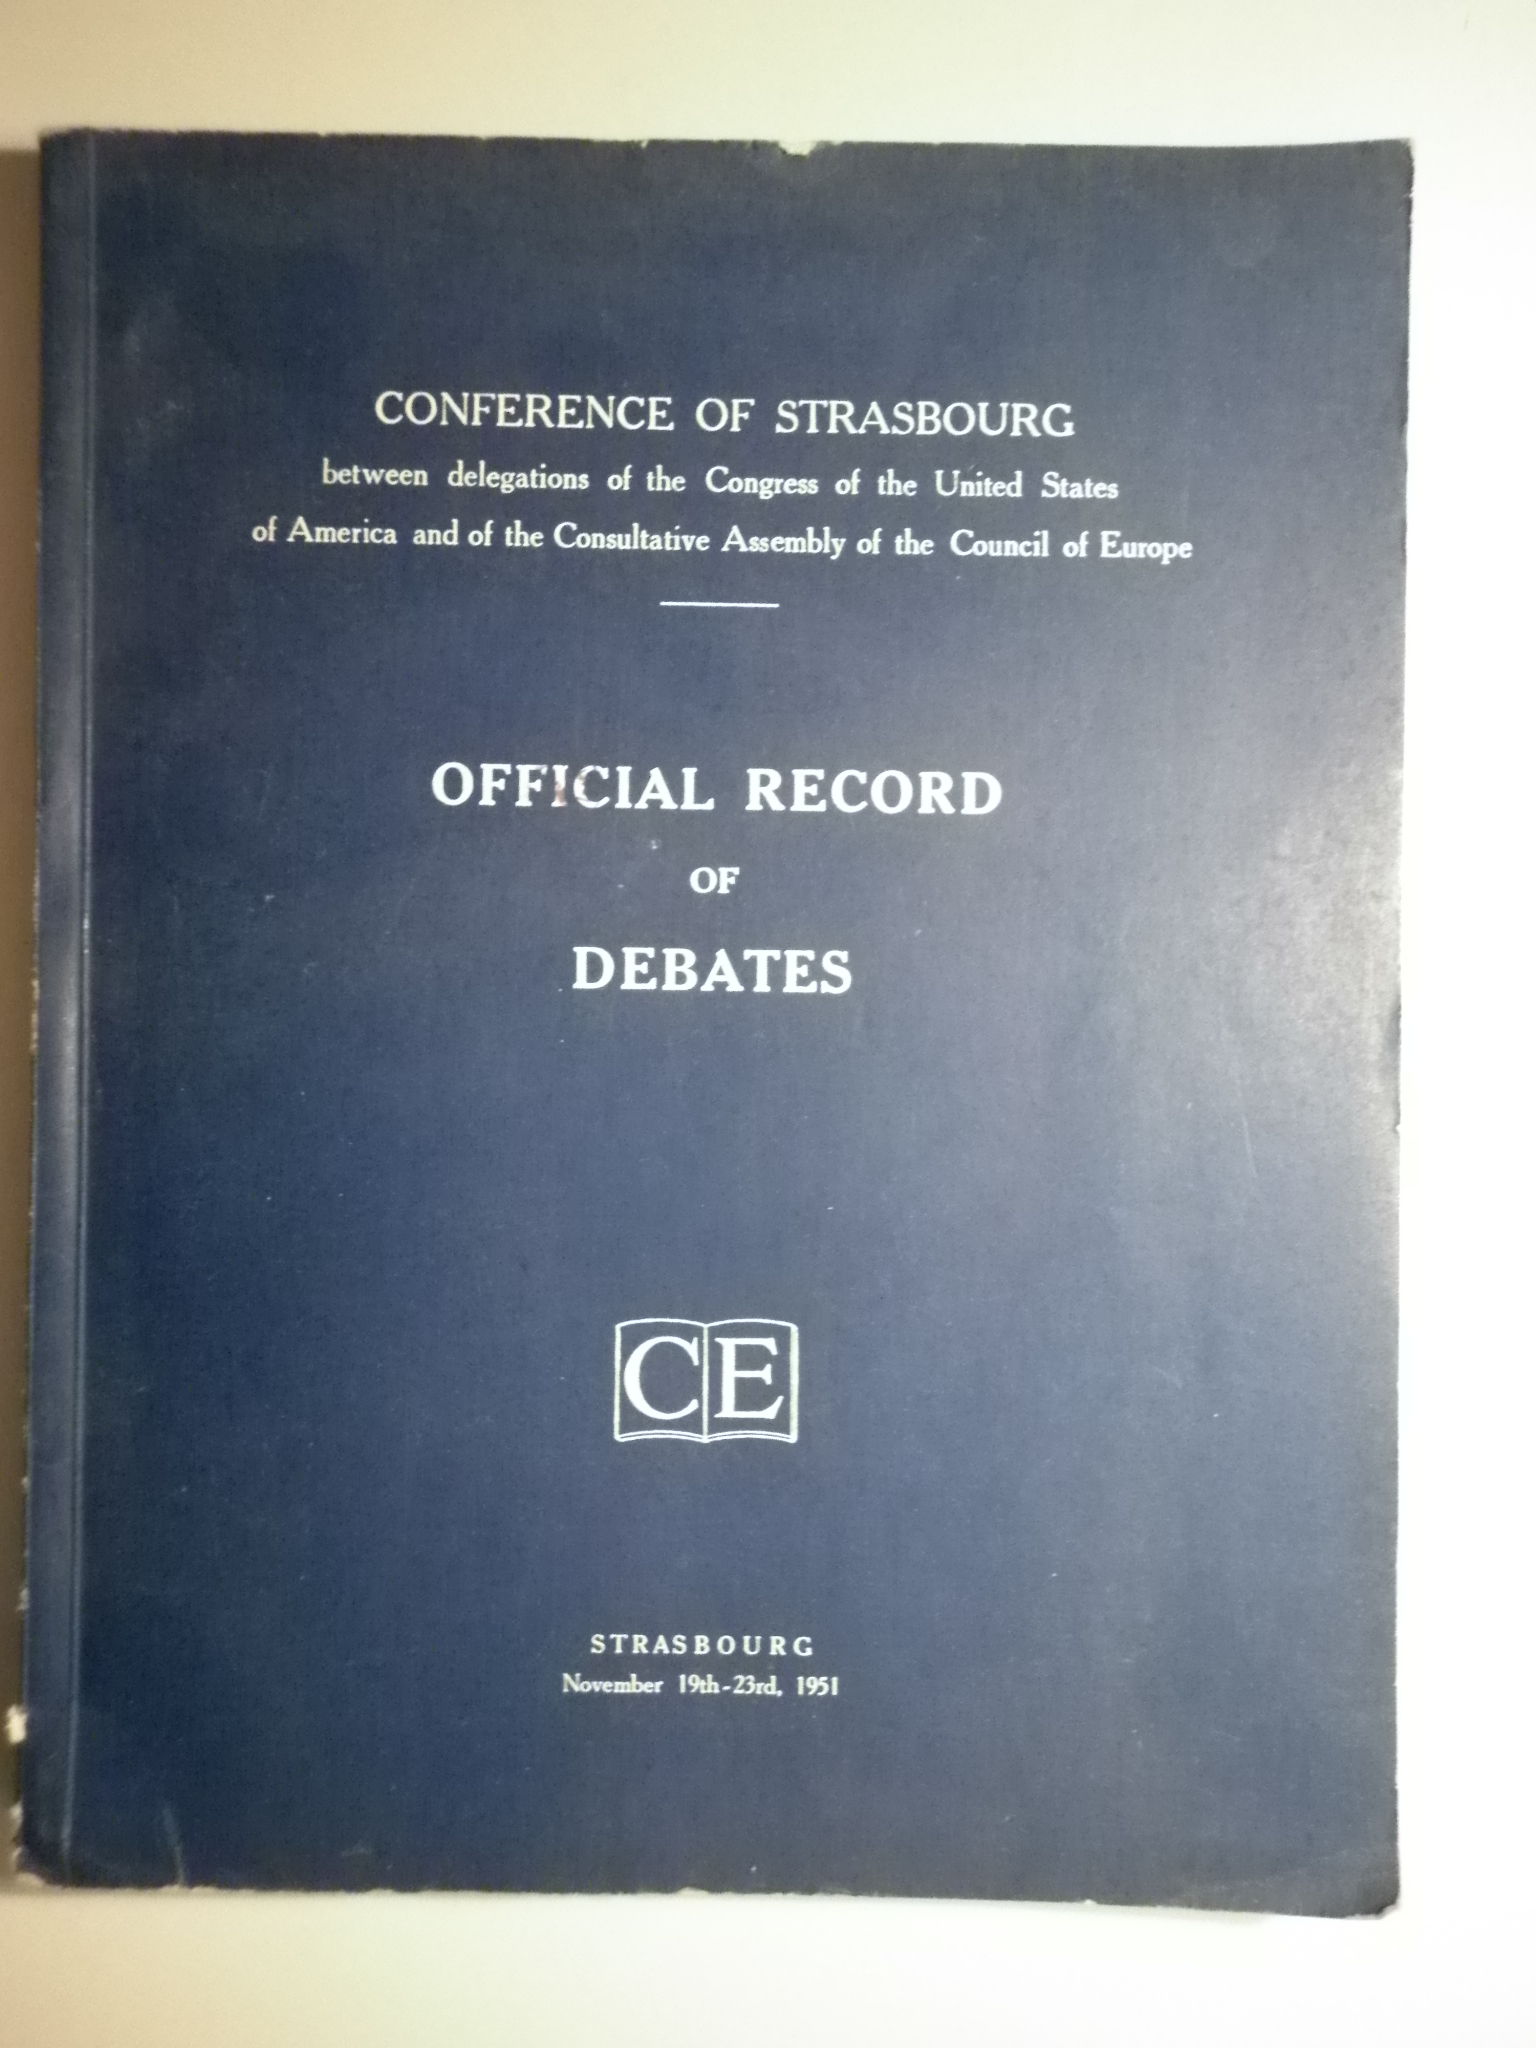 CONFERENCE OF STRASBOURG
between delegations of the Congress of the United States
of America and of the Consultative Assembly of the Council of Europe
OFFICIAL RECORD
OF
DEBATES
CE
STRASBOURG
November 19th-23rd, 1951